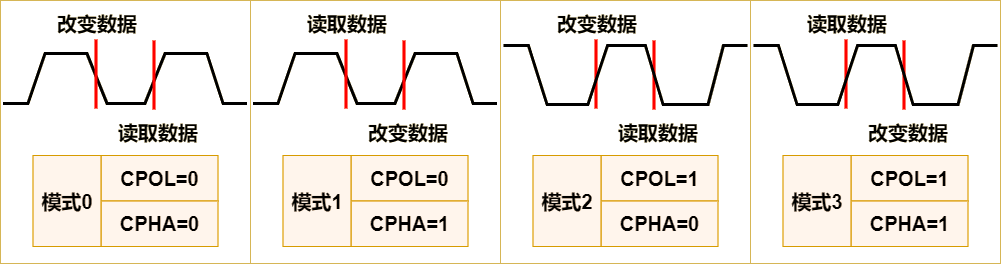 改变数据
读取数据
模式0
CPOL=0
CPHA=0
读取数据
改变数据
模式1
CPOL=0
CPHA=1
改变数据
读取数据
模式2
CPOL=1
CPHA=0
读取数据
改变数据
模式3
CPOL=1
CPHA=1